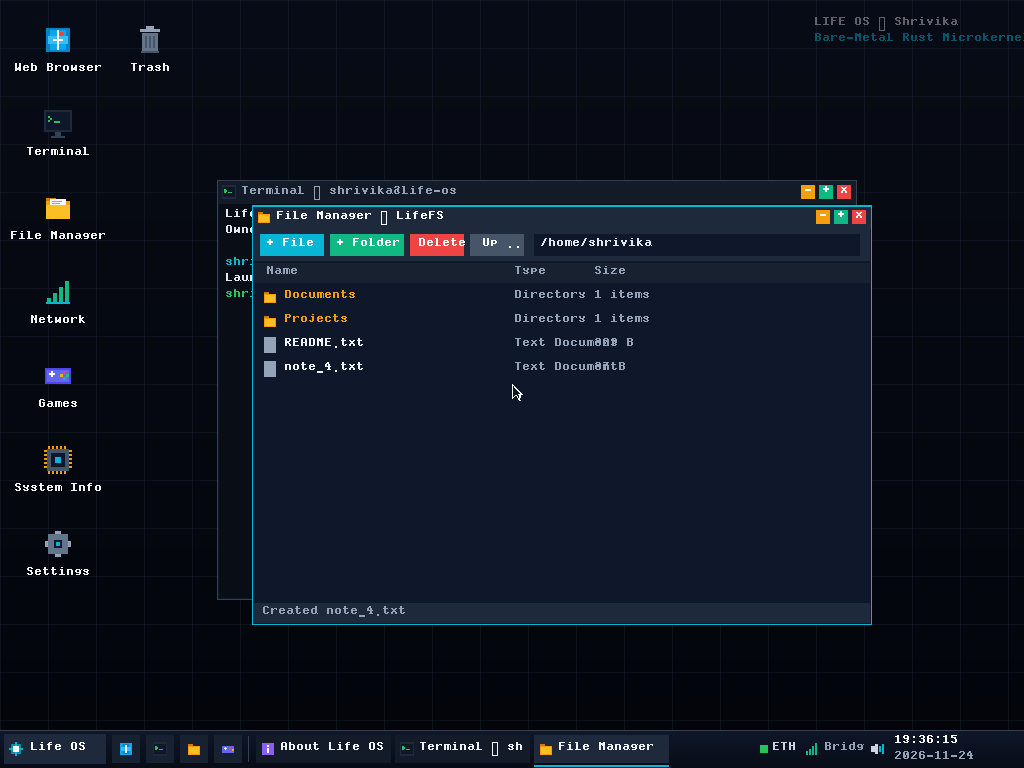 LIFE OS ▯ Shrivika
Bare-Metal Rust Microkerne
Web Browser
Trash
Terminal
File Manager
Network
Games
System Info
Settings
Terminal ▯ shrivika@life-os
Life
Owne
shri
Laun
shri
File Manager ▯ LifeFS
+ File
+ Folder
Delete
Up ..
/home/shrivika
Name Type Size
Documents Directory 1 items
Projects Directory 1 items
README.txt Text Document B
note_4.txt Text Document B
Created note_4.txt
Life OS
About Life OS
Terminal ▯ sh
File Manager
ETH
Bridg
19:36:15
2026-11-24